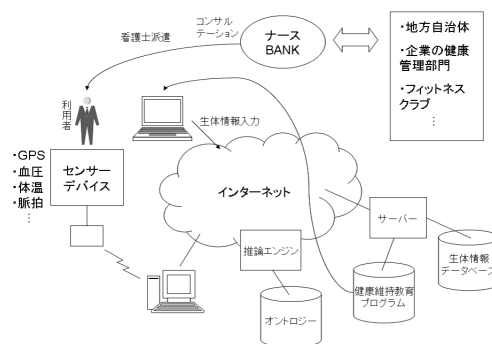 コンサル
テーション
看護士派遣
ナース
BANK
・地方自治体
・企業の健康
管理部門
・フィットネス
クラブ
⋮
利用者
生体情報入力
・GPS
・血圧
・体温
・脈拍
⋮
センサー
デバイス
インターネット
サーバー
推論エンジン
生体情報
データベース
健康維持教育
プログラム
オントロジー